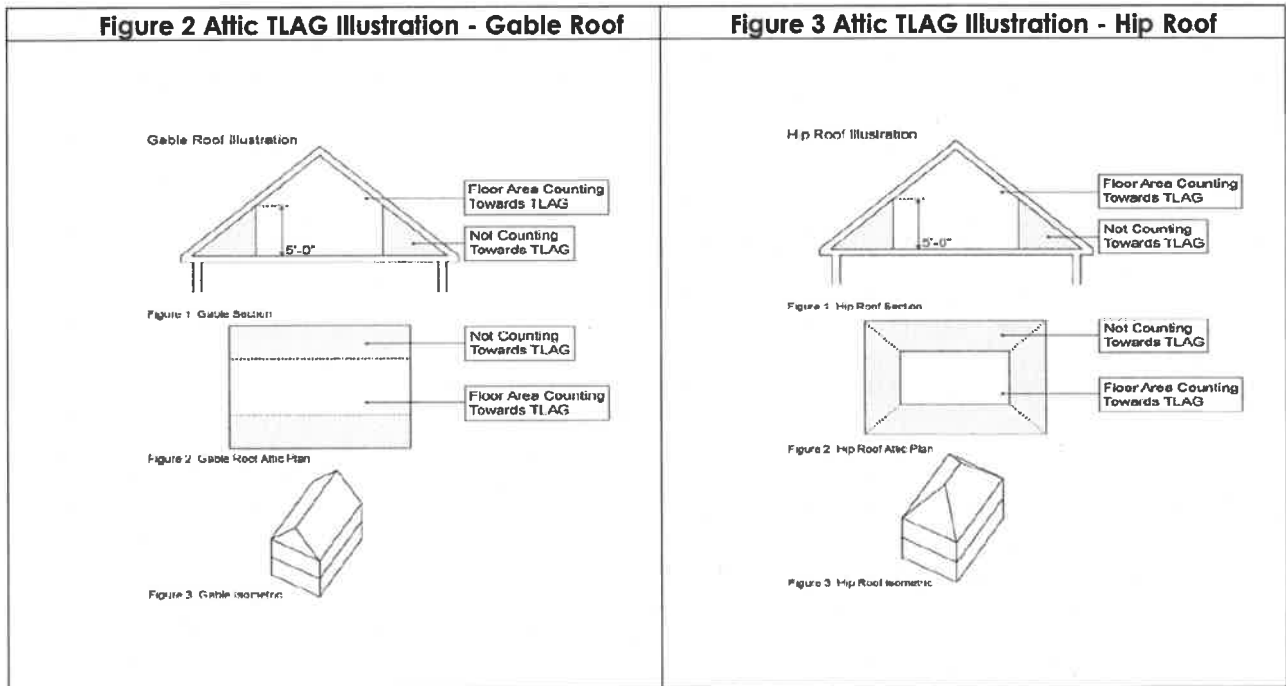 Figure 2 Attic TLAG Illustration - Gable Roof
Gable Roof Illustration
Floor Area Counting
Towards TLAG
Not Counting
Towards TLAG
5'-0"
Figure 1 Gable Section
Not Counting
Towards TLAG
Floor Area Counting
Towards TLAG
Figure 2 Gable Roof Attic Plan
Figure 3 Gable Isometric
Figure 3 Attic TLAG Illustration - Hip Roof
Hip Roof Illustration
Floor Area Counting
Towards TLAG
Not Counting
Towards TLAG
5'-0"
Figure 1 Hip Roof Section
Not Counting
Towards TLAG
Floor Area Counting
Towards TLAG
Figure 2 Hip Roof Attic Plan
Figure 3 Hip Roof Isometric